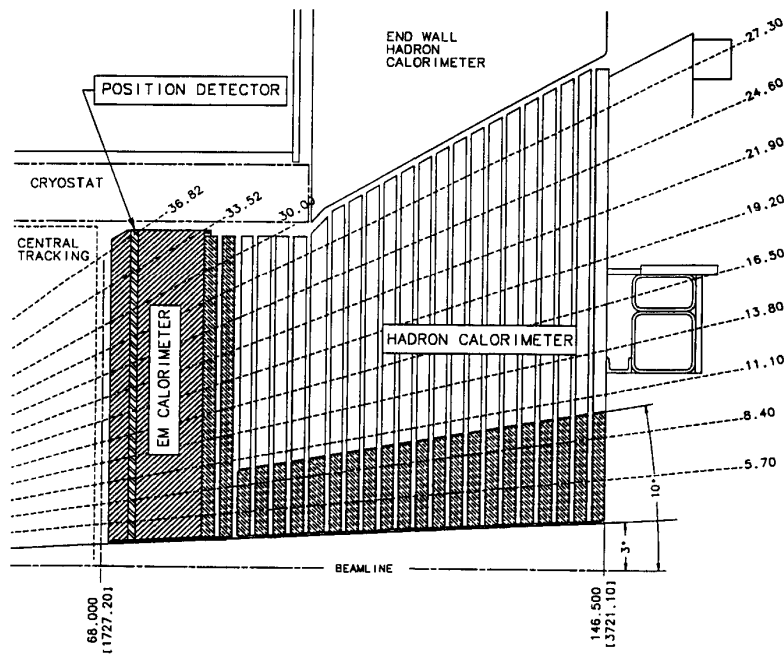 END WALL
HADRON
CALORIMETER
27.30
POSITION DETECTOR
24.60
21.90
CRYOSTAT
36.82
33.52
30.00
19.20
CENTRAL
TRACKING
16.50
EM CALORIMETER
HADRON CALORIMETER
13.80
11.10
8.40
5.70
10°
3°
BEAMLINE
68.000
[1727.20]
146.500
[3721.10]